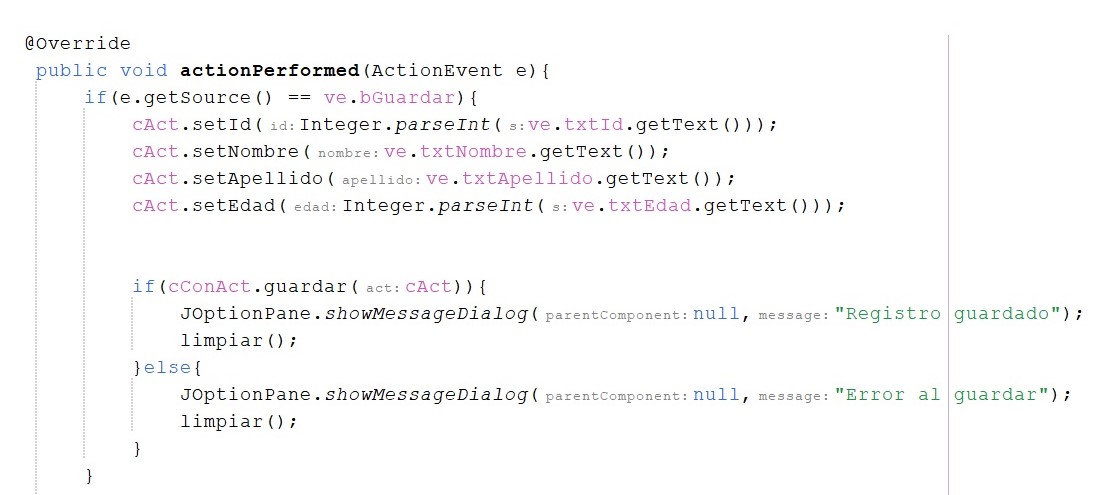 @Override
public void actionPerformed(ActionEvent e){
if(e.getSource() == ve.bGuardar){
cAct.setId( id: Integer.parseInt( s: ve.txtId.getText()));
cAct.setNombre( nombre: ve.txtNombre.getText());
cAct.setApellido( apellido: ve.txtApellido.getText());
cAct.setEdad( edad: Integer.parseInt( s: ve.txtEdad.getText()));
if(cConAct.guardar( act: cAct)){
JOptionPane.showMessageDialog( parentComponent: null, message: "Registro guardado");
limpiar();
}else{
JOptionPane.showMessageDialog( parentComponent: null, message: "Error al guardar");
limpiar();
}
}